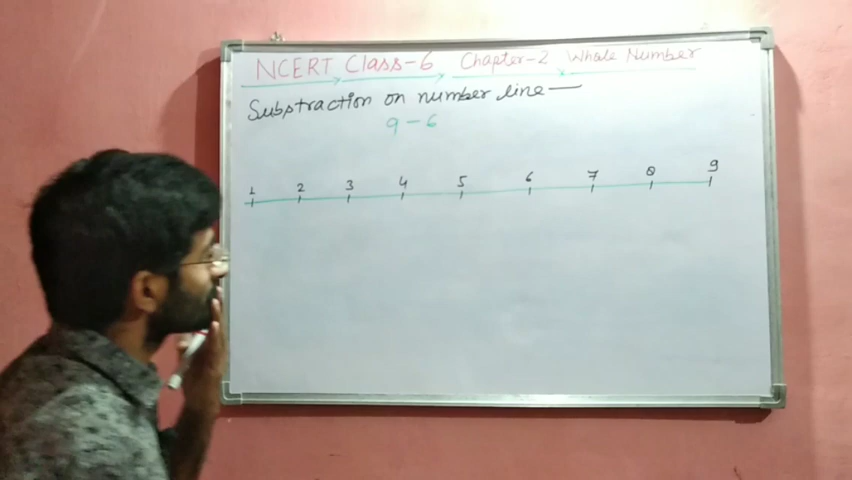 NCERT Class-6 Chapter-2 Whole Number
Subptraction on number line —
9 - 6
1 2 3 4 5 6 7 8 9